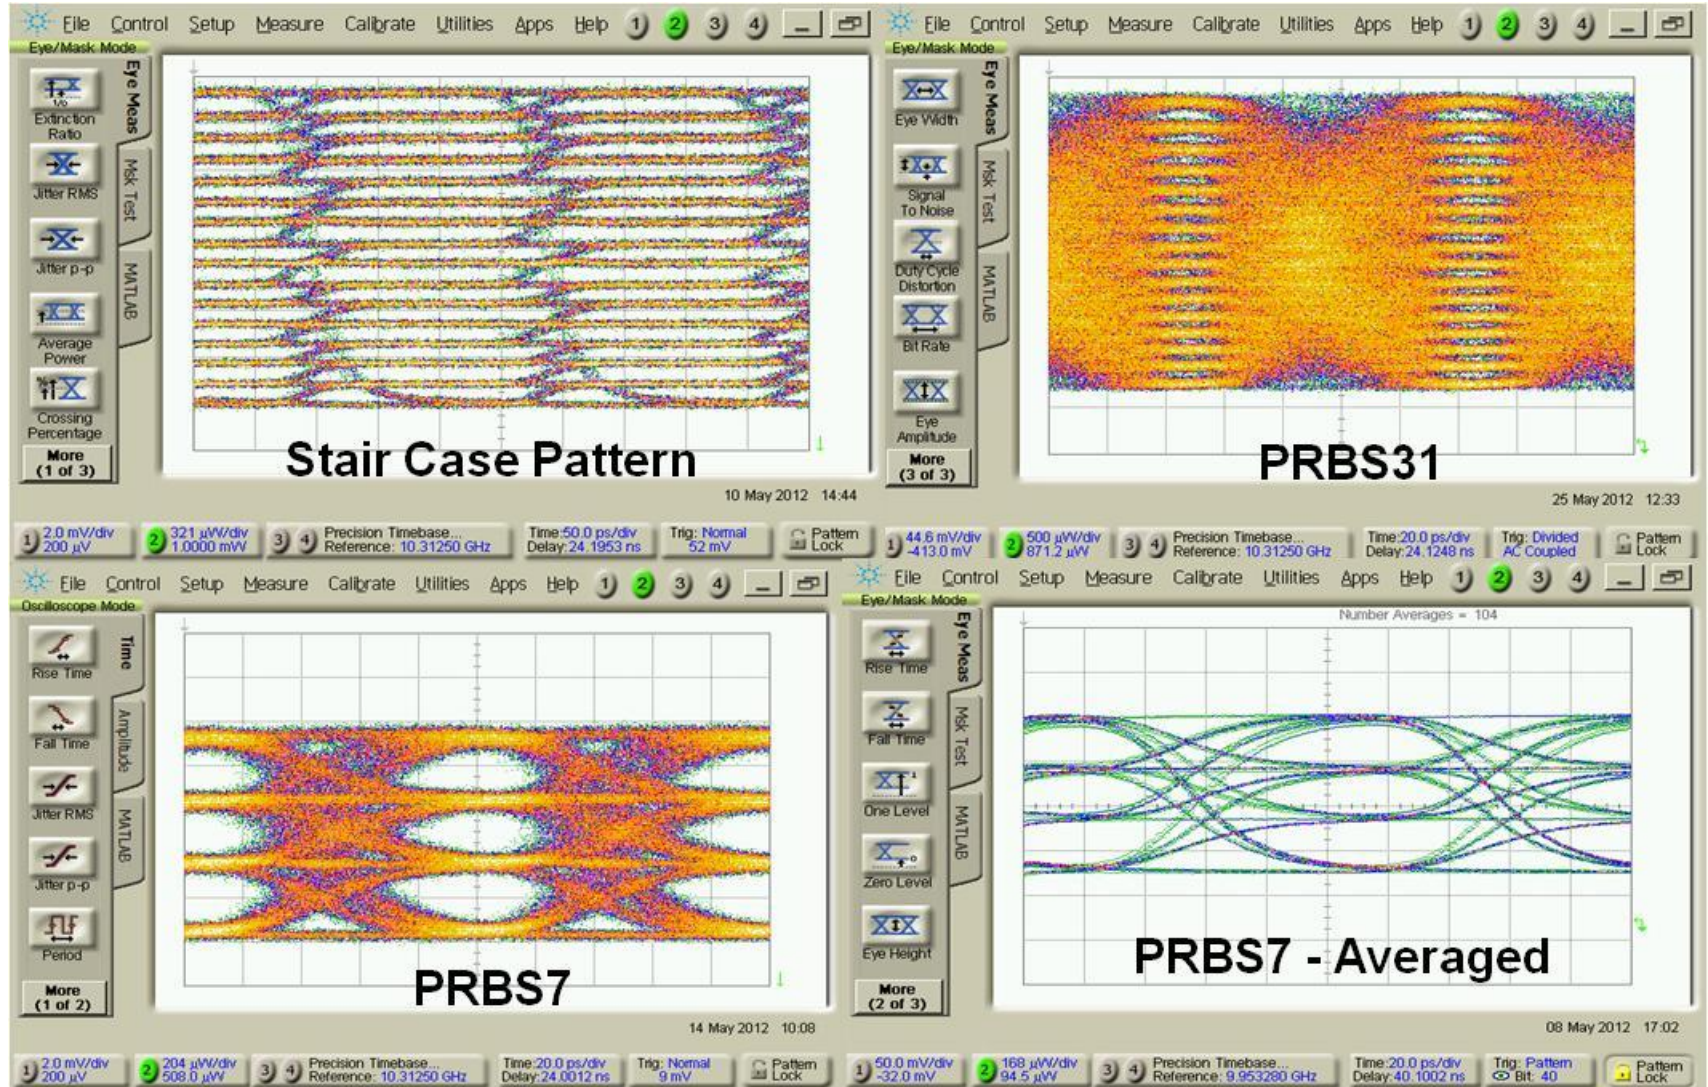 File Control Setup Measure Calibrate Utilities Apps Help 1 2 3 4
Eye/Mask Mode
Eye Meas
Msk Test
MATLAB
Extinction
Ratio
Jitter RMS
Jitter p-p
Average
Power
Crossing
Percentage
More
(1 of 3)
Stair Case Pattern
10 May 2012 14:44
1 2.0 mV/div
200 µV
2 321 µW/div
1.0000 mW
3 4
Precision Timebase...
Reference: 10.31250 GHz
Time:50.0 ps/div
Delay:24.1953 ns
Trig: Normal
52 mV
Pattern
Lock
File Control Setup Measure Calibrate Utilities Apps Help 1 2 3 4
Eye/Mask Mode
Eye Meas
Msk Test
MATLAB
Eye Width
Signal
To Noise
Duty Cycle
Distortion
Bit Rate
Eye
Amplitude
More
(3 of 3)
PRBS31
25 May 2012 12:33
1 44.6 mV/div
-413.0 mV
2 500 µW/div
871.2 µW
3 4
Precision Timebase...
Reference: 10.31250 GHz
Time:20.0 ps/div
Delay:24.1248 ns
Trig: Divided
AC Coupled
Pattern
Lock
File Control Setup Measure Calibrate Utilities Apps Help 1 2 3 4
Oscilloscope Mode
Time
Amplitude
MATLAB
Rise Time
Fall Time
Jitter RMS
Jitter p-p
Period
More
(1 of 2)
PRBS7
14 May 2012 10:08
1 2.0 mV/div
200 µV
2 204 µW/div
508.0 µW
3 4
Precision Timebase...
Reference: 10.31250 GHz
Time:20.0 ps/div
Delay:24.0012 ns
Trig: Normal
9 mV
Pattern
Lock
File Control Setup Measure Calibrate Utilities Apps Help 1 2 3 4
Eye/Mask Mode
Number Averages = 104
Eye Meas
Msk Test
MATLAB
Rise Time
Fall Time
One Level
Zero Level
Eye Height
More
(2 of 3)
PRBS7 - Averaged
08 May 2012 17:02
1 50.0 mV/div
-32.0 mV
2 168 µW/div
94.5 µW
3 4
Precision Timebase...
Reference: 9.953280 GHz
Time:20.0 ps/div
Delay:40.1002 ns
Trig: Pattern
Bit: 40
Pattern
Lock